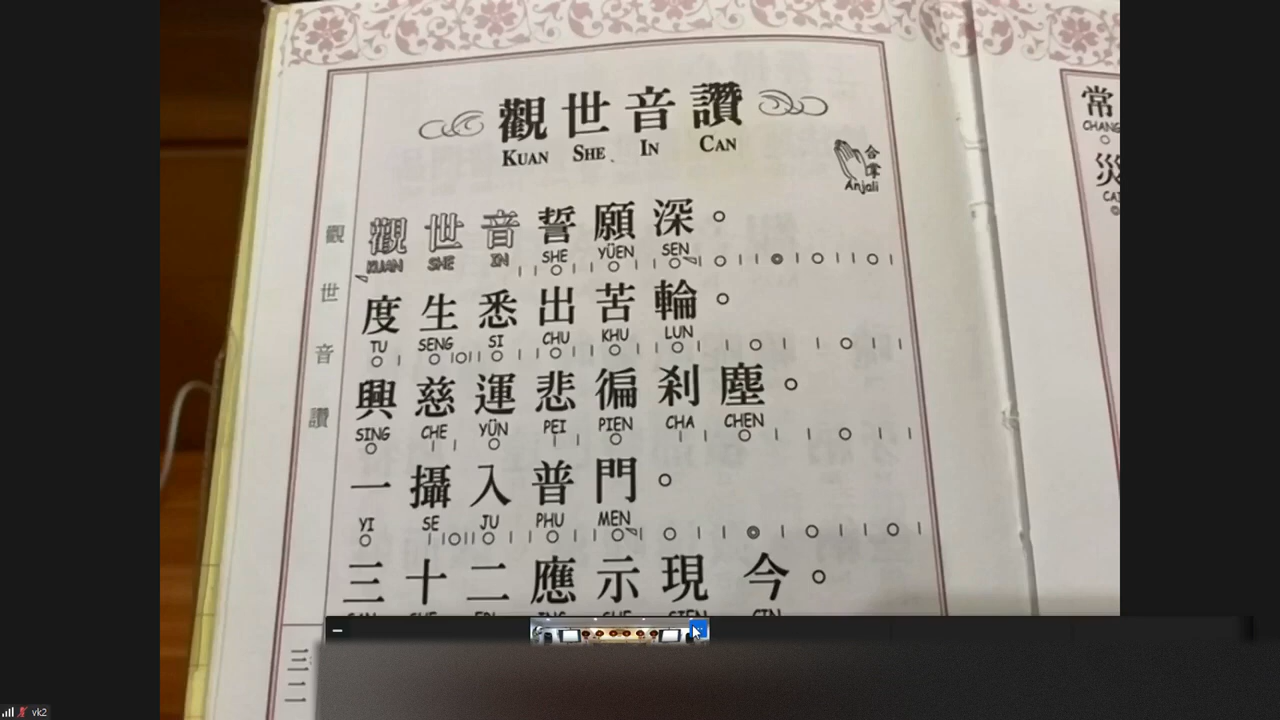 觀世音讚
KUAN SHE IN CAN
合掌
Anjali
觀世音誓願深。
KUAN SHE IN SHE YÜEN SEN
度生悉出苦輪。
TU SENG SI CHU KHU LUN
興慈運悲徧剎塵。
SING CHE YÜN PEI PIEN CHA CHEN
一攝入普門。
YI SE JU PHU MEN
三十二應示現今。
觀世音讚
三二
常
CHANG
災
vk2